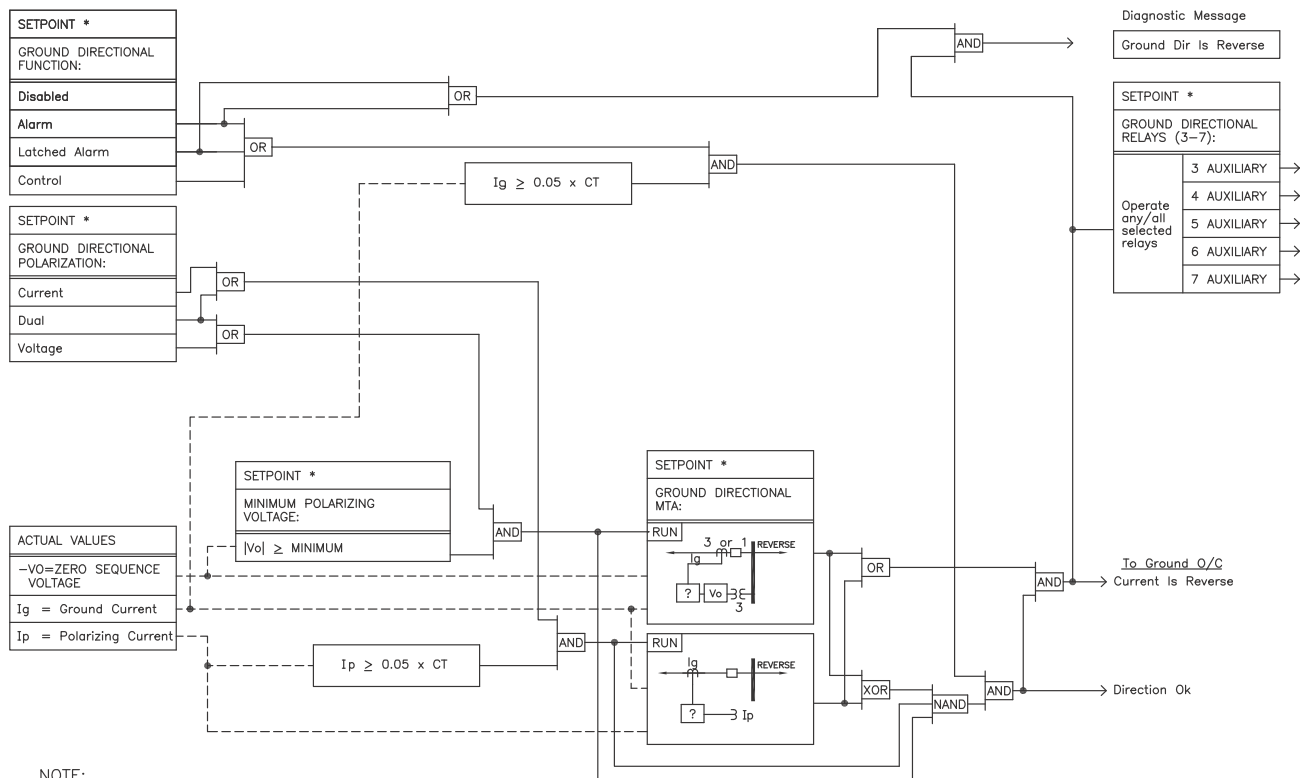 SETPOINT *
GROUND DIRECTIONAL
FUNCTION:
Disabled
Alarm
Latched Alarm
Control
SETPOINT *
GROUND DIRECTIONAL
POLARIZATION:
Current
Dual
Voltage
OR
OR
OR
OR
Ig ≥ 0.05 x CT
AND
AND
Diagnostic Message
Ground Dir Is Reverse
SETPOINT *
GROUND DIRECTIONAL
RELAYS (3-7):
Operate
any/all
selected
relays
3 AUXILIARY
4 AUXILIARY
5 AUXILIARY
6 AUXILIARY
7 AUXILIARY
ACTUAL VALUES
-VO=ZERO SEQUENCE
VOLTAGE
Ig = Ground Current
Ip = Polarizing Current
SETPOINT *
MINIMUM POLARIZING
VOLTAGE:
|Vo| ≥ MINIMUM
Ip ≥ 0.05 x CT
AND
AND
SETPOINT *
GROUND DIRECTIONAL
MTA:
RUN
3 or 1
REVERSE
Ig
? Vo
3
RUN
Ig
REVERSE
? Ip
OR
XOR
NAND
AND
AND
To Ground O/C
Current Is Reverse
Direction Ok
NOTE: